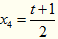 x₄ = (t+1)/2